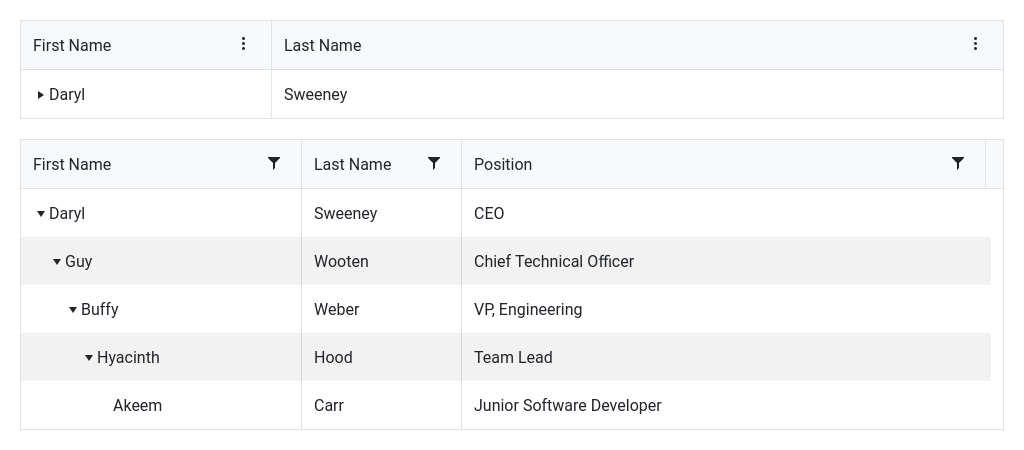 First Name Last Name
Daryl Sweeney
First Name Last Name Position
Daryl Sweeney CEO
Guy Wooten Chief Technical Officer
Buffy Weber VP, Engineering
Hyacinth Hood Team Lead
Akeem Carr Junior Software Developer